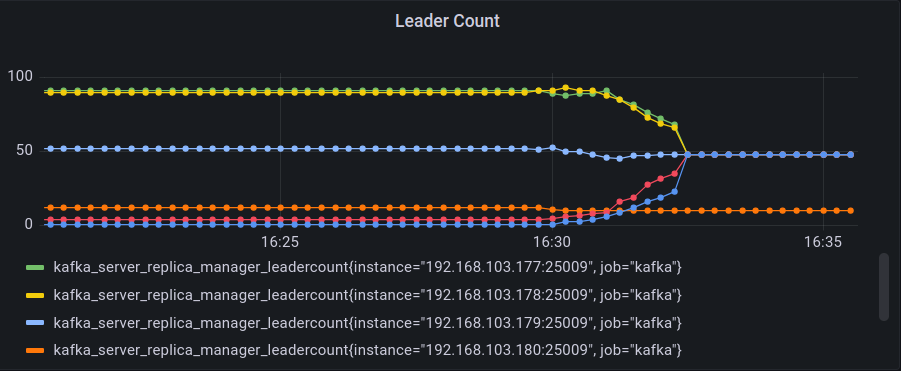 Leader Count
100
50
0
16:25 16:30 16:35
kafka_server_replica_manager_leadercount{instance="192.168.103.177:25009", job="kafka"}
kafka_server_replica_manager_leadercount{instance="192.168.103.178:25009", job="kafka"}
kafka_server_replica_manager_leadercount{instance="192.168.103.179:25009", job="kafka"}
kafka_server_replica_manager_leadercount{instance="192.168.103.180:25009", job="kafka"}